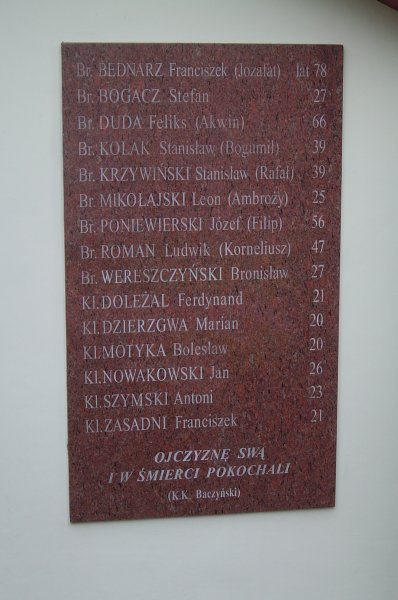 Br. BEDNARZ Franciszek (Jozafat) lat 78
Br. BOGACZ Stefan 27
Br. DUDA Feliks (Akwin) 66
Br. KOLAK Stanisław (Bogumił) 39
Br. KRZYWIŃSKI Stanisław (Rafał) 39
Br. MIKOŁAJSKI Leon (Ambroży) 25
Br. PONIEWIERSKI Józef (Filip) 56
Br. ROMAN Ludwik (Korneliusz) 47
Br. WERESZCZYŃSKI Bronisław 27
Kl. DOLEŻAL Ferdynand 21
Kl. DZIERZGWA Marian 20
Kl. MOTYKA Bolesław 20
Kl. NOWAKOWSKI Jan 26
Kl. SZYMSKI Antoni 23
Kl. ZASADNI Franciszek 21
OJCZYZNĘ SWĄ
I W ŚMIERCI POKOCHALI
(K.K. Baczyński)